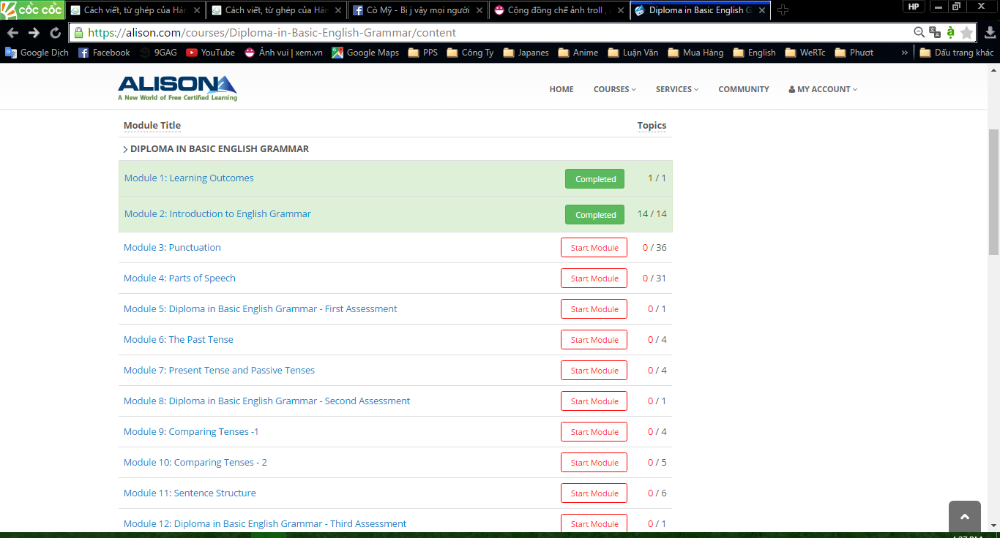 cốc cốc
Cách viết, từ ghép của Hán
Cách viết, từ ghép của Hán
Cò Mỹ - Bị j vậy mọi người
Cộng đồng chế ảnh troll ,
Diploma in Basic English G
HP
https://alison.com/courses/Diploma-in-Basic-English-Grammar/content
Google Dịch Facebook 9GAG YouTube Ảnh vui | xem.vn Google Maps PPS Công Ty Japanes Anime Luận Văn Mua Hàng English WeRTc Phượt » Dấu trang khác
ALISON
A New World of Free Certified Learning
HOME COURSES SERVICES COMMUNITY MY ACCOUNT
Module Title Topics
DIPLOMA IN BASIC ENGLISH GRAMMAR
Module 1: Learning Outcomes Completed 1 / 1
Module 2: Introduction to English Grammar Completed 14 / 14
Module 3: Punctuation Start Module 0 / 36
Module 4: Parts of Speech Start Module 0 / 31
Module 5: Diploma in Basic English Grammar - First Assessment Start Module 0 / 1
Module 6: The Past Tense Start Module 0 / 4
Module 7: Present Tense and Passive Tenses Start Module 0 / 4
Module 8: Diploma in Basic English Grammar - Second Assessment Start Module 0 / 1
Module 9: Comparing Tenses -1 Start Module 0 / 4
Module 10: Comparing Tenses - 2 Start Module 0 / 5
Module 11: Sentence Structure Start Module 0 / 6
Module 12: Diploma in Basic English Grammar - Third Assessment Start Module 0 / 1